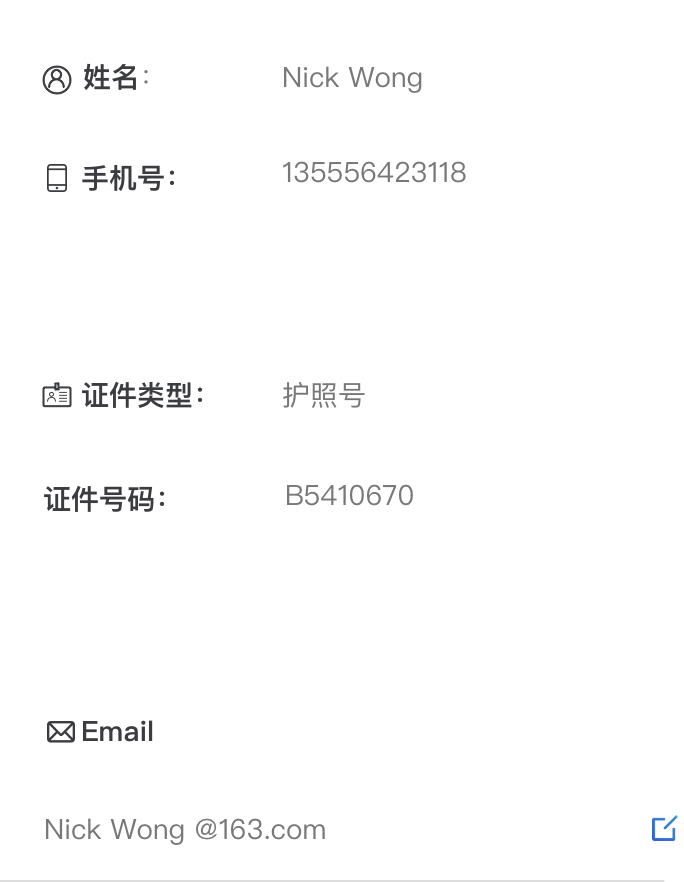 姓名: Nick Wong
手机号： 135556423118
证件类型： 护照号
证件号码： B5410670
Email
Nick Wong @163.com